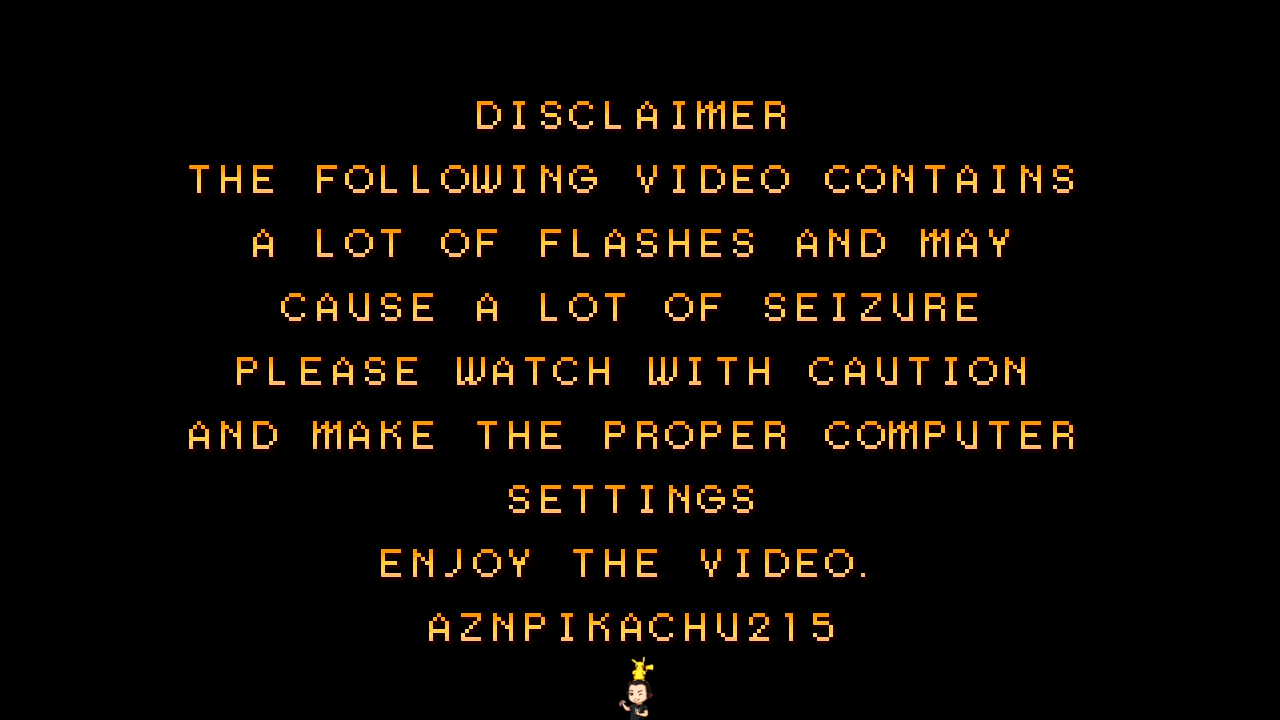 DISCLAIMER
THE FOLLOWING VIDEO CONTAINS
A LOT OF FLASHES AND MAY
CAUSE A LOT OF SEIZURE
PLEASE WATCH WITH CAUTION
AND MAKE THE PROPER COMPUTER
SETTINGS
ENJOY THE VIDEO.
AZNPIKACHU215